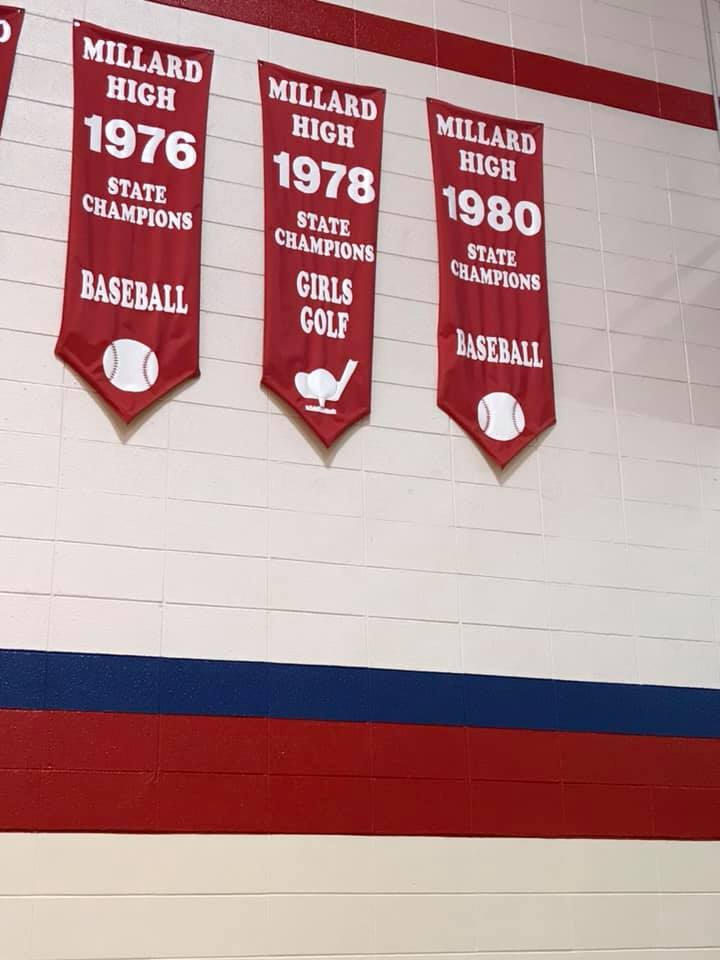 MILLARD
HIGH
1976
STATE
CHAMPIONS
BASEBALL
MILLARD
HIGH
1978
STATE
CHAMPIONS
GIRLS
GOLF
MILLARD
HIGH
1980
STATE
CHAMPIONS
BASEBALL